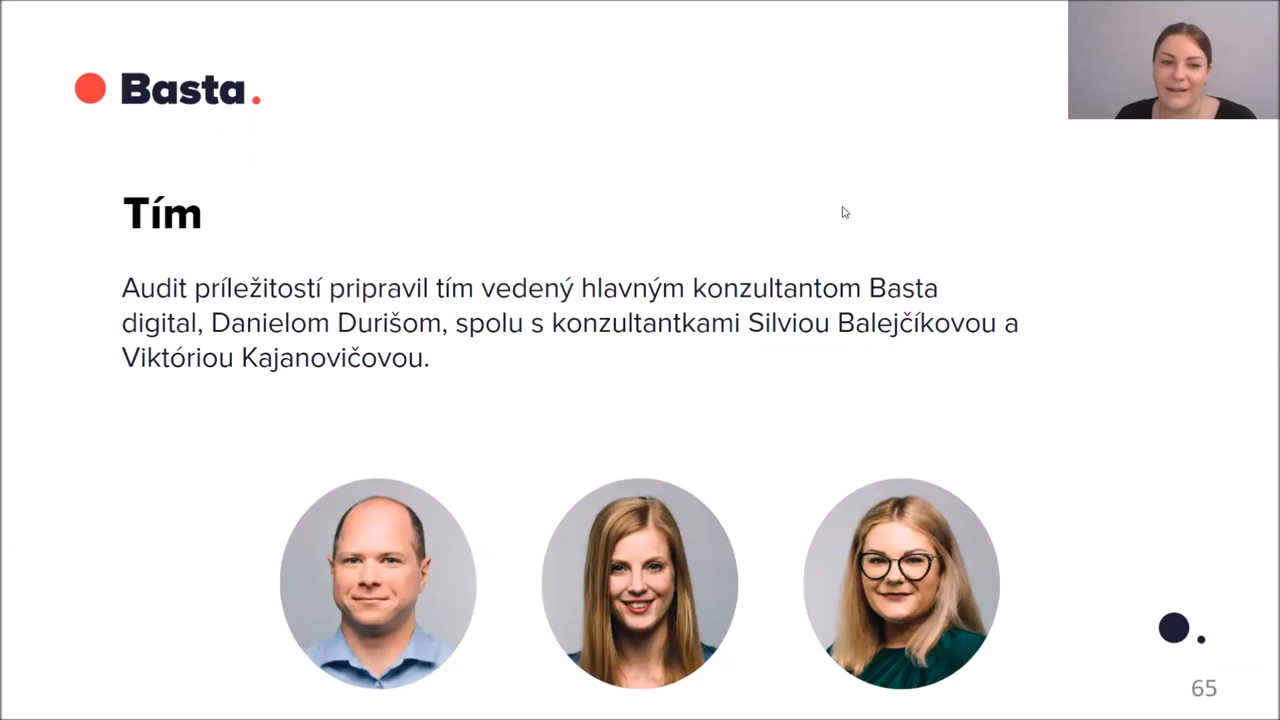 Basta.
Tím
Audit príležitostí pripravil tím vedený hlavným konzultantom Basta
digital, Danielom Durišom, spolu s konzultantkami Silviou Balejčíkovou a
Viktóriou Kajanovičovou.
65